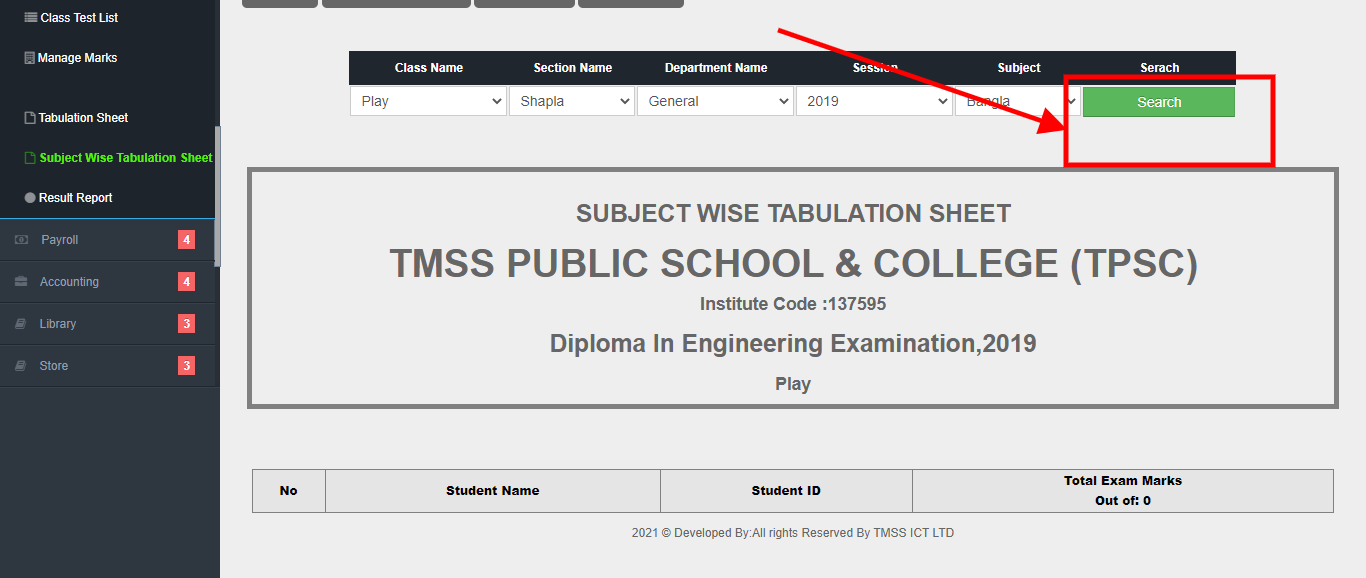 Class Test List
Manage Marks
Tabulation Sheet
Subject Wise Tabulation Sheet
Result Report
Payroll 4
Accounting 4
Library 3
Store 3
Class Name Section Name Department Name Session Subject Serach
Play Shapla General 2019 Bangla Search
SUBJECT WISE TABULATION SHEET
TMSS PUBLIC SCHOOL & COLLEGE (TPSC)
Institute Code :137595
Diploma In Engineering Examination,2019
Play
No Student Name Student ID Total Exam Marks
Out of: 0
2021 © Developed By:All rights Reserved By TMSS ICT LTD